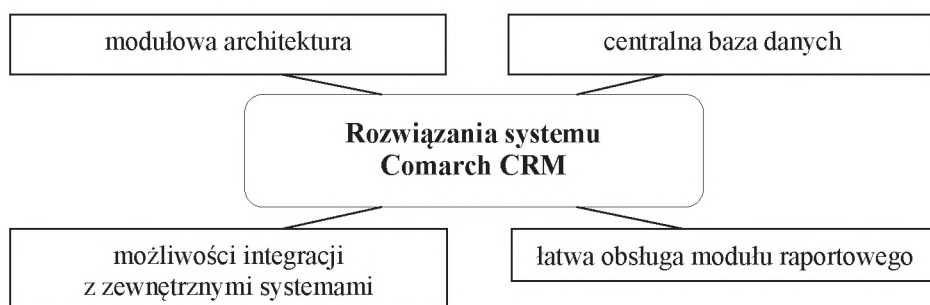 modułowa architektura
centralna baza danych
Rozwiązania systemu
Comarch CRM
możliwości integracji
z zewnętrznymi systemami
łatwa obsługa modułu raportowego